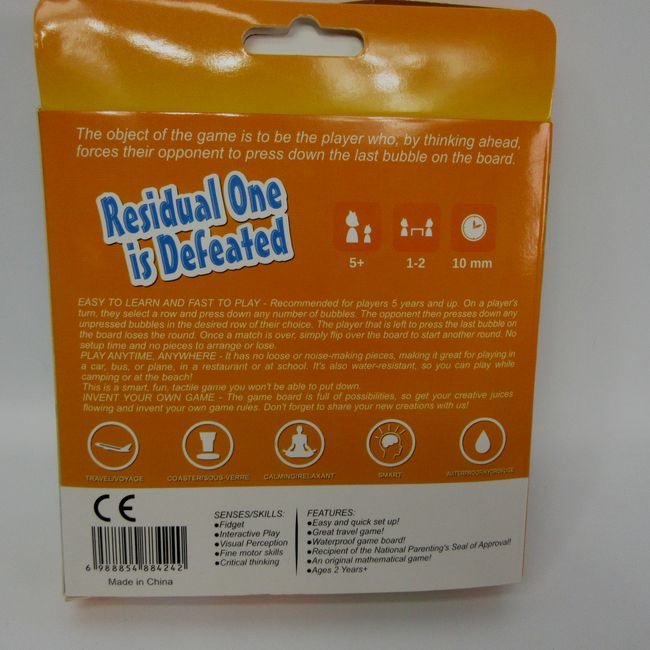 The object of the game is to be the player who, by thinking ahead,
forces their opponent to press down the last bubble on the board.
Residual One
is Defeated
5+
1-2
10 mm
EASY TO LEARN AND FAST TO PLAY - Recommended for players 5 years and up. On a player's
turn, they select a row and press down any number of bubbles. The opponent then presses down any
unpressed bubbles in the desired row of their choice. The player that is left to press the last bubble on
the board loses the round. Once a match is over, simply flip over the board to start another round. No
setup time and no pieces to arrange or lose.
PLAY ANYTIME, ANYWHERE - It has no loose or noise-making pieces, making it great for playing in
a car, bus, or plane, in a restaurant or at school. It's also water-resistant, so you can play while
camping or at the beach!
This is a smart, fun, tactile game you won't be able to put down.
INVENT YOUR OWN GAME - The game board is full of possibilities, so get your creative juices
flowing and invent your own game rules. Don't forget to share your new creations with us!
TRAVEL/VOYAGE
COASTER/SOUS-VERRE
CALMING/RELAXANT
SMART
WATERPROOF/HYDROFUGE
CE
6 988854 884242
Made in China
SENSES/SKILLS:
●Fidget
●Interactive Play
●Visual Perception
●Fine motor skills
●Critical thinking
FEATURES:
●Easy and quick set up!
●Great travel game!
●Waterproof game board!
●Recipient of the National Parenting's Seal of Approval!
●An original mathematical game!
●Ages 2 Years+